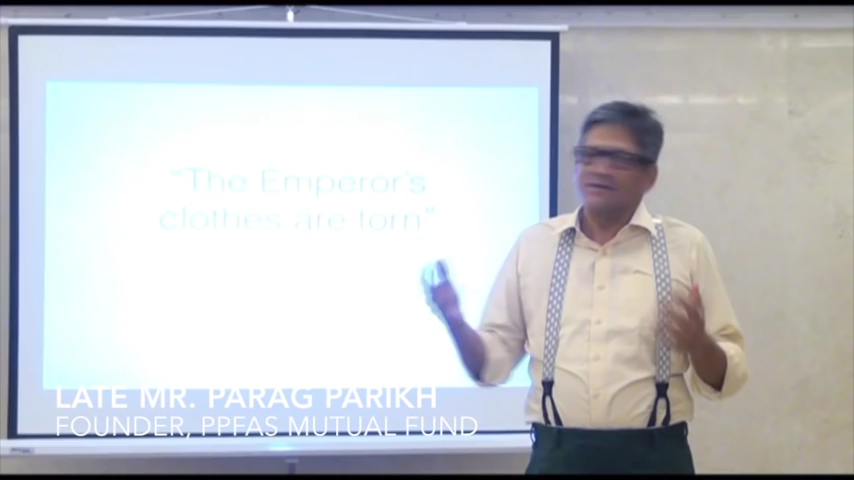 "The Emperor's
clothes are torn"
LATE MR. PARAG PARIKH
FOUNDER, PPFAS MUTUAL FUND